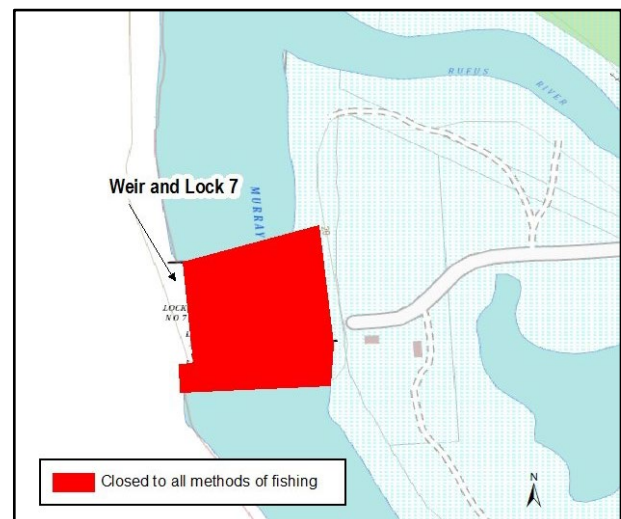 RUFUS
RIVER
Weir and Lock 7
MURRAY
LOCK
NO 7
Closed to all methods of fishing
N